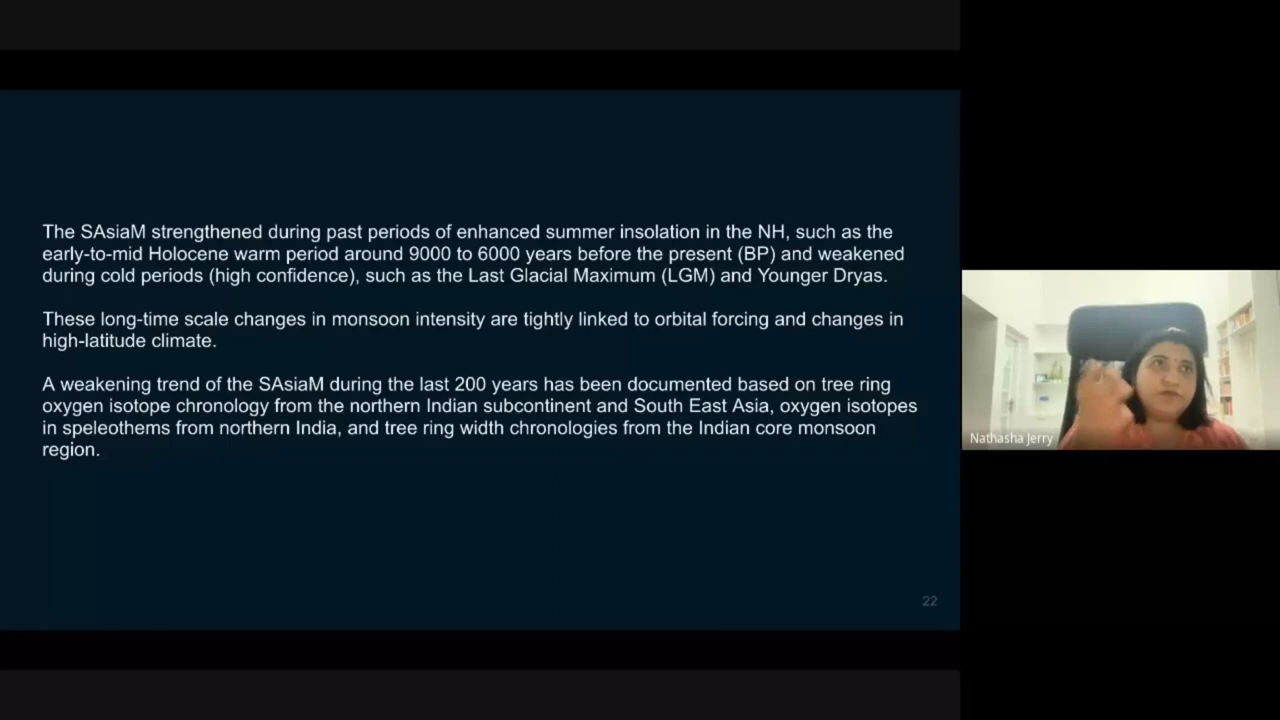 The SAsiaM strengthened during past periods of enhanced summer insolation in the NH, such as the
early-to-mid Holocene warm period around 9000 to 6000 years before the present (BP) and weakened
during cold periods (high confidence), such as the Last Glacial Maximum (LGM) and Younger Dryas.
These long-time scale changes in monsoon intensity are tightly linked to orbital forcing and changes in
high-latitude climate.
A weakening trend of the SAsiaM during the last 200 years has been documented based on tree ring
oxygen isotope chronology from the northern Indian subcontinent and South East Asia, oxygen isotopes
in speleothems from northern India, and tree ring width chronologies from the Indian core monsoon
region.
22
Nathasha Jerry